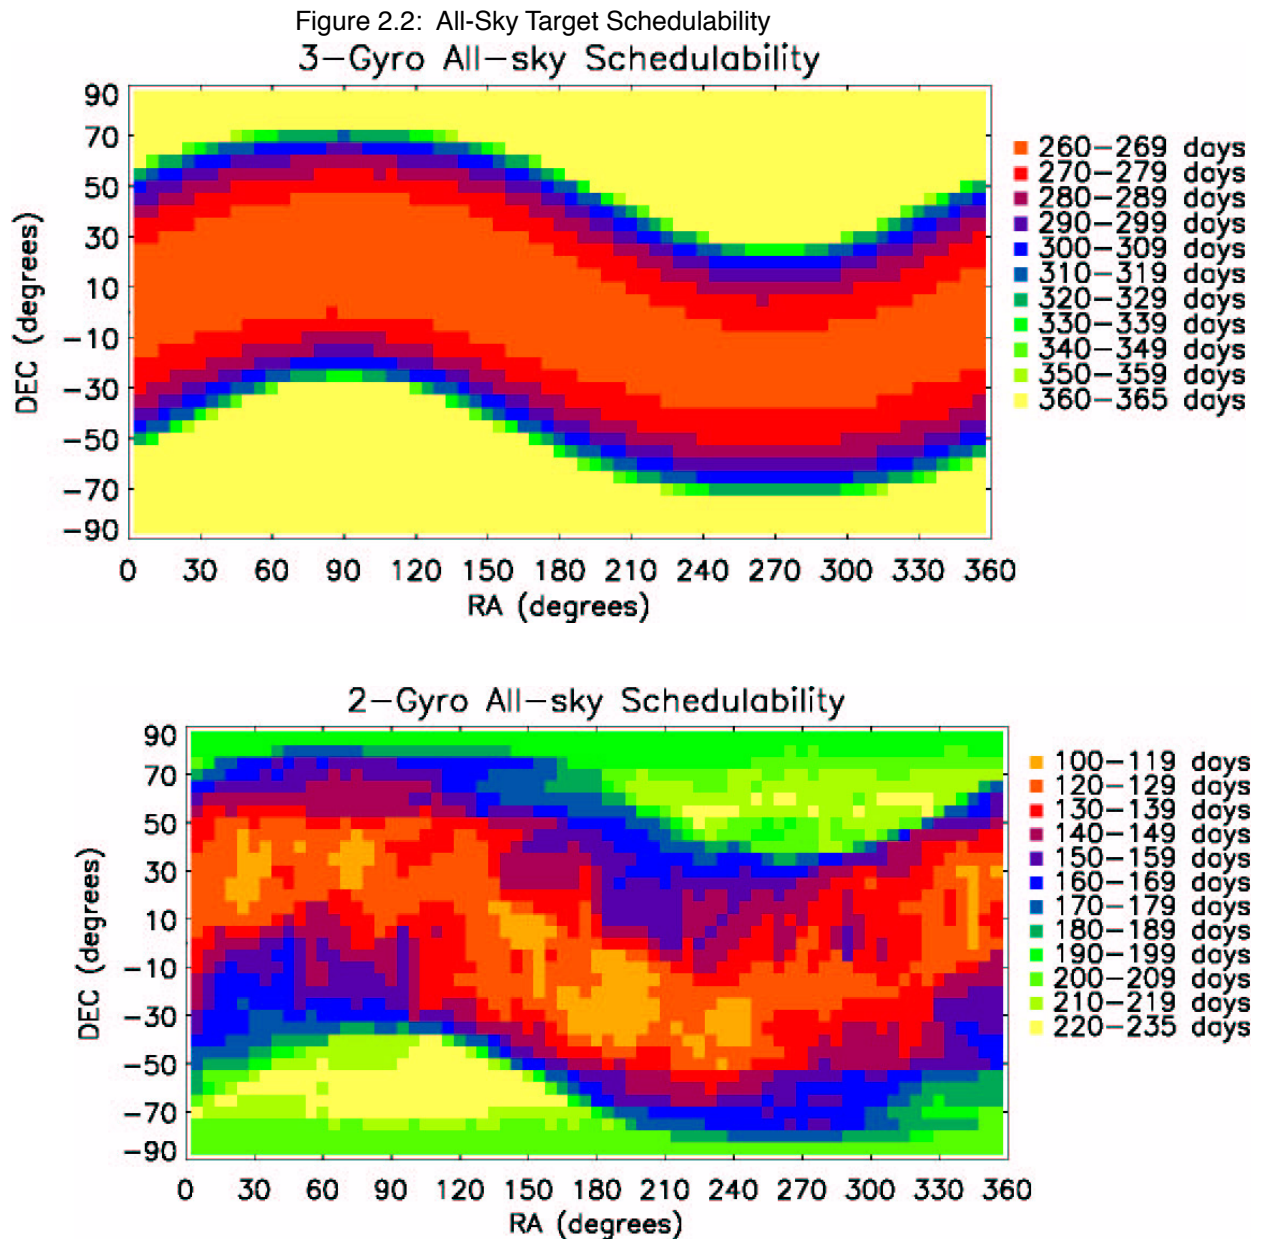 Figure 2.2: All-Sky Target Schedulability
3-Gyro All-sky Schedulability
90
70
50
30
10
-10
-30
-50
-70
-90
DEC (degrees)
0 30 60 90 120 150 180 210 240 270 300 330 360
RA (degrees)
260-269 days
270-279 days
280-289 days
290-299 days
300-309 days
310-319 days
320-329 days
330-339 days
340-349 days
350-359 days
360-365 days
2-Gyro All-sky Schedulability
90
70
50
30
10
-10
-30
-50
-70
-90
DEC (degrees)
0 30 60 90 120 150 180 210 240 270 300 330 360
RA (degrees)
100-119 days
120-129 days
130-139 days
140-149 days
150-159 days
160-169 days
170-179 days
180-189 days
190-199 days
200-209 days
210-219 days
220-235 days